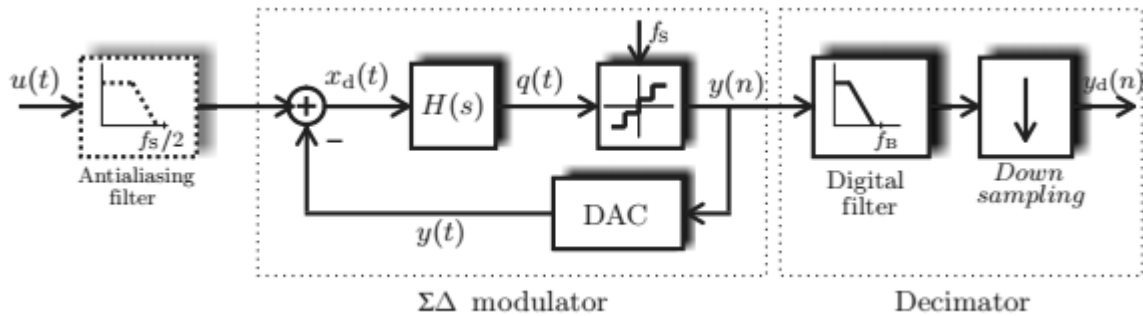 u(t)
f_S/2
Antialiasing
filter
+
−
x_d(t)
H(s)
q(t)
f_S
y(n)
DAC
y(t)
ΣΔ modulator
f_B
Digital
filter
Down
sampling
y_d(n)
Decimator